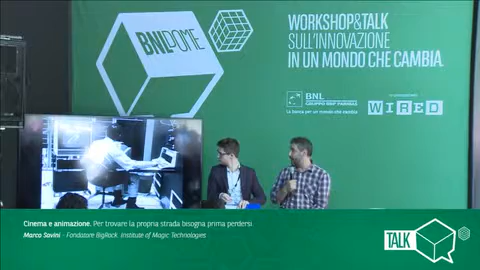 BNLDOME
WORKSHOP&TALK
SULL'INNOVAZIONE
IN UN MONDO CHE CAMBIA.
BNL
GRUPPO BNP PARIBAS
La banca per un mondo che cambia
WIRED
Cinema e animazione. Per trovare la propria strada bisogna prima perdersi
Marco Savini - Fondatore BigRock. Institute of Magic Technologies
TALK